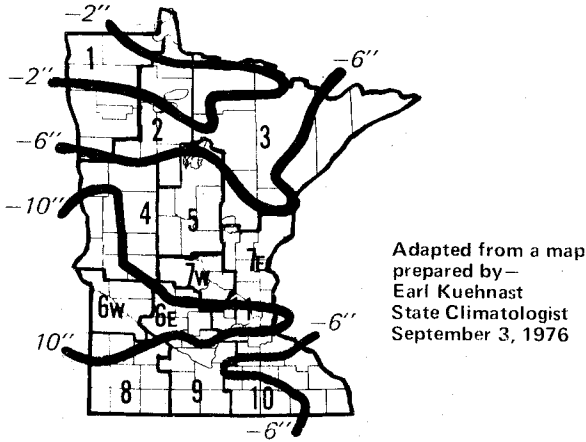 −2"
−6"
1
−2"
2
3
−6"
−10"
4
5
7E
7W
6W
6E
11
Adapted from a map
prepared by—
Earl Kuehnast
State Climatologist
September 3, 1976
−6"
10"
8
9
10
−6"